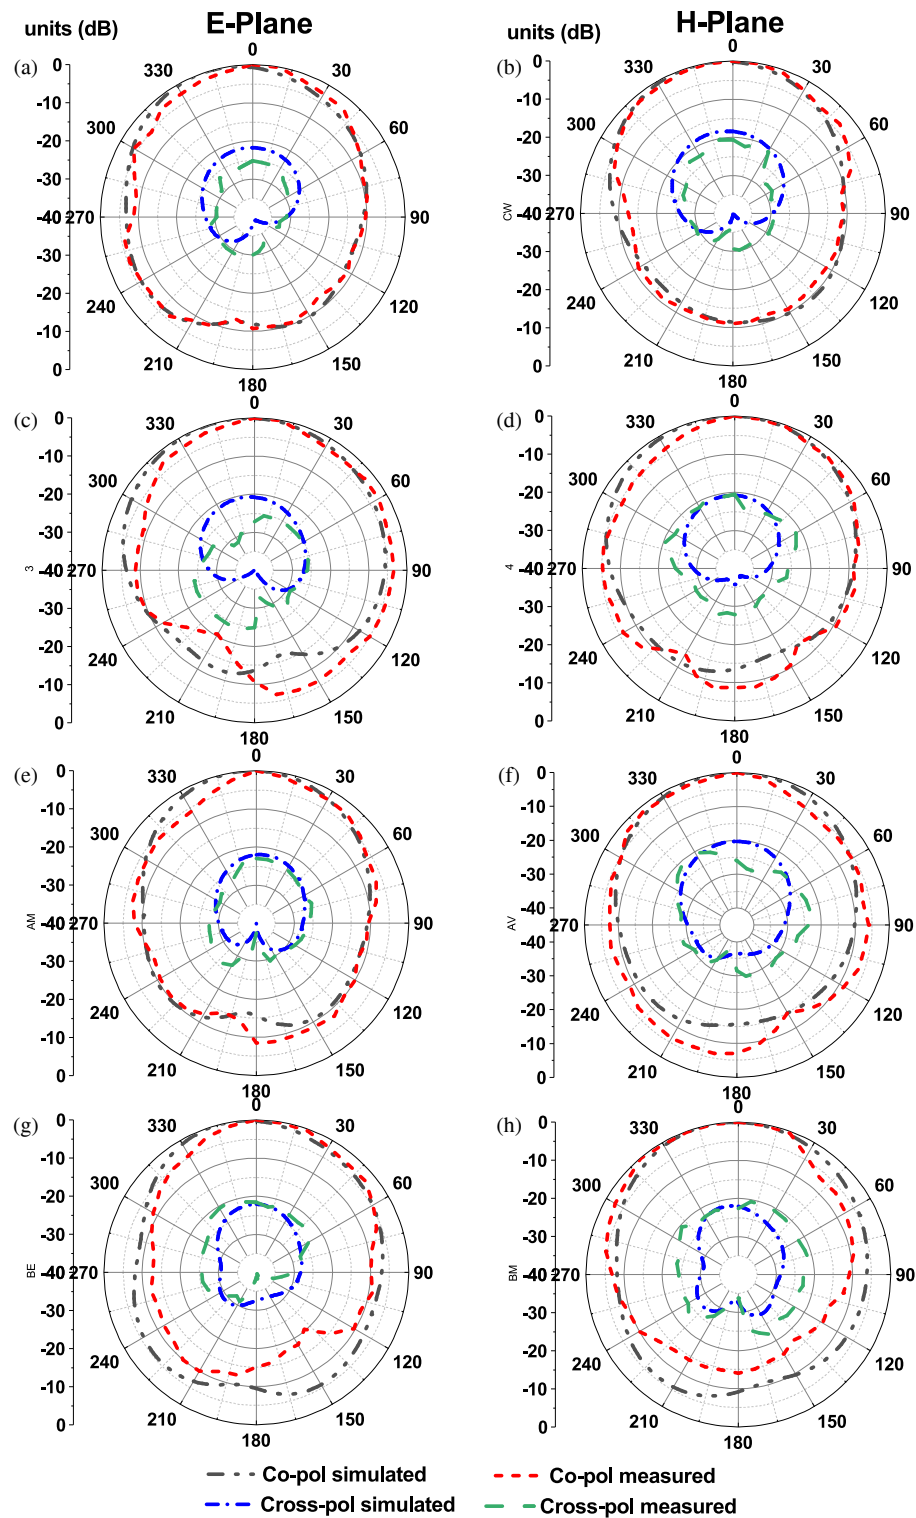 units (dB) E-Plane
units (dB) H-Plane
(a) 0 -10 -20 -30 -40 -30 -20 -10 0
0 30 60 90 120 150 180 210 240 270 300 330
(b) 0 -10 -20 -30 -40 -30 -20 -10 0 CW
0 30 60 90 120 150 180 210 240 270 300 330
(c) 0 -10 -20 -30 -40 -30 -20 -10 0 3
0 30 60 90 120 150 180 210 240 270 300 330
(d) 0 -10 -20 -30 -40 -30 -20 -10 0 4
0 30 60 90 120 150 180 210 240 270 300 330
(e) 0 -10 -20 -30 -40 -30 -20 -10 0 AM
0 30 60 90 120 150 180 210 240 270 300 330
(f) 0 -10 -20 -30 -40 -30 -20 -10 0 AV
0 30 60 90 120 150 180 210 240 270 300 330
(g) 0 -10 -20 -30 -40 -30 -20 -10 0 BE
0 30 60 90 120 150 180 210 240 270 300 330
(h) 0 -10 -20 -30 -40 -30 -20 -10 0 BM
0 30 60 90 120 150 180 210 240 270 300 330
Co-pol simulated
Co-pol measured
Cross-pol simulated
Cross-pol measured